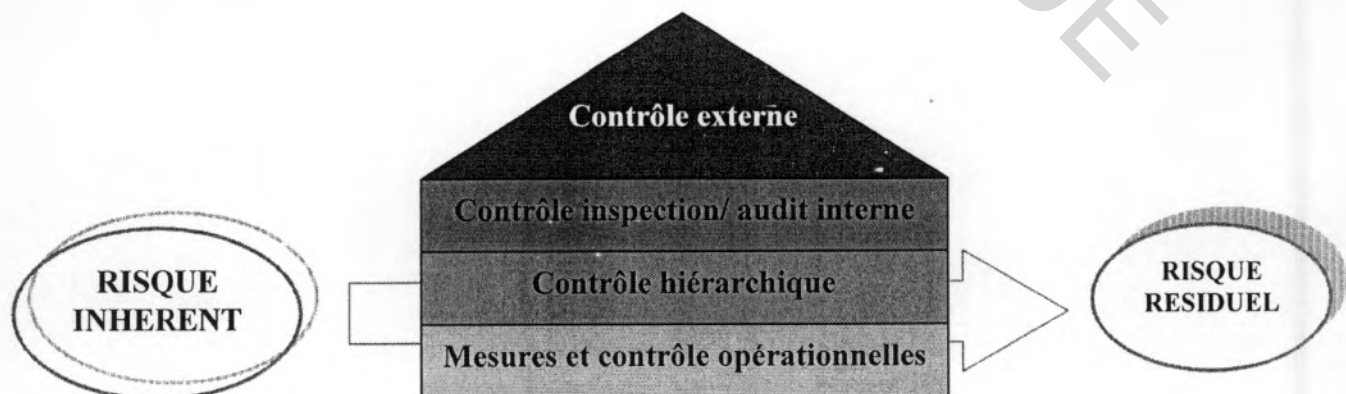 Contrôle externe
Contrôle inspection/ audit interne
RISQUE
INHERENT
Contrôle hiérarchique
RISQUE
RESIDUEL
Mesures et contrôle opérationnelles